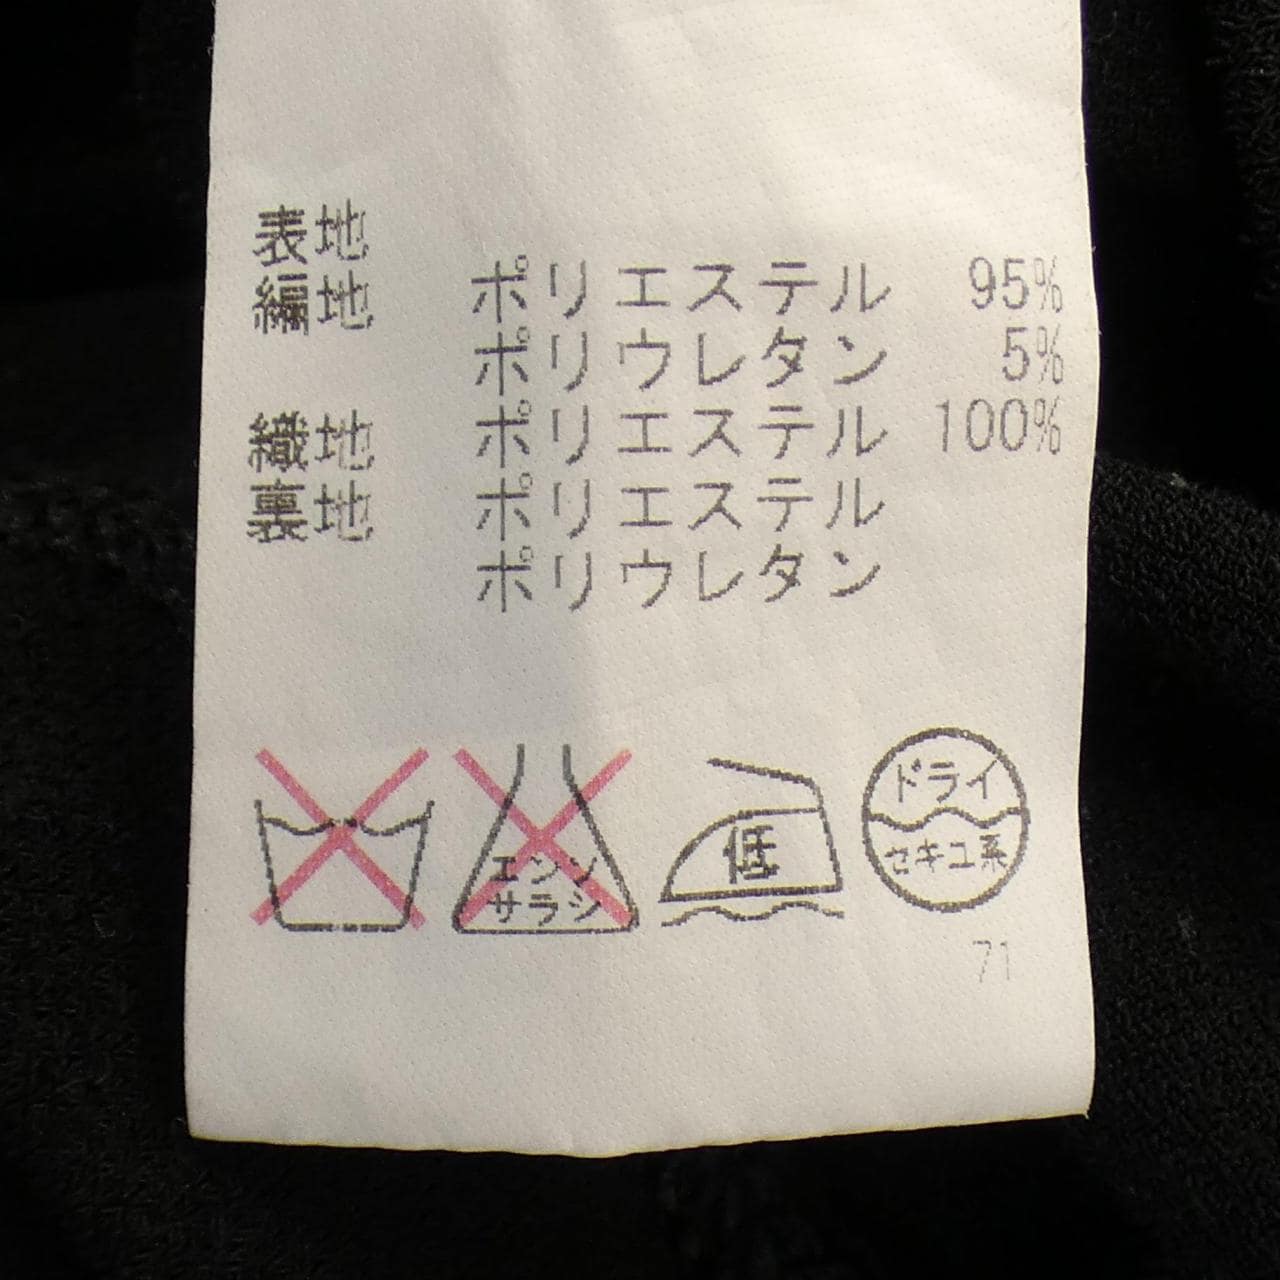 表地
編地 ポリエステル 95%
ポリウレタン 5%
織地 ポリエステル 100%
裏地 ポリエステル
ポリウレタン
エンソ
サラシ
低
ドライ
セキユ系
71